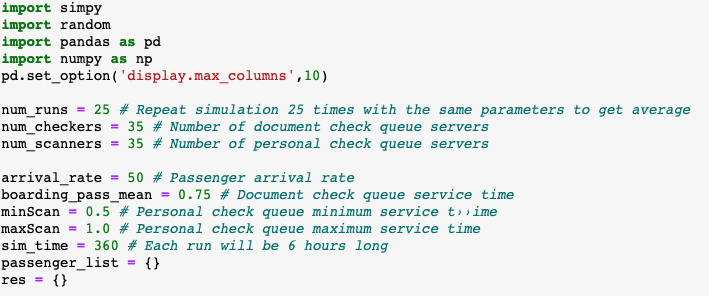 import simpy
import random
import pandas as pd
import numpy as np
pd.set_option('display.max_columns',10)
num_runs = 25 # Repeat simulation 25 times with the same parameters to get average
num_checkers = 35 # Number of document check queue servers
num_scanners = 35 # Number of personal check queue servers
arrival_rate = 50 # Passenger arrival rate
boarding_pass_mean = 0.75 # Document check queue service time
minScan = 0.5 # Personal check queue minimum service t››ime
maxScan = 1.0 # Personal check queue maximum service time
sim_time = 360 # Each run will be 6 hours long
passenger_list = {}
res = {}